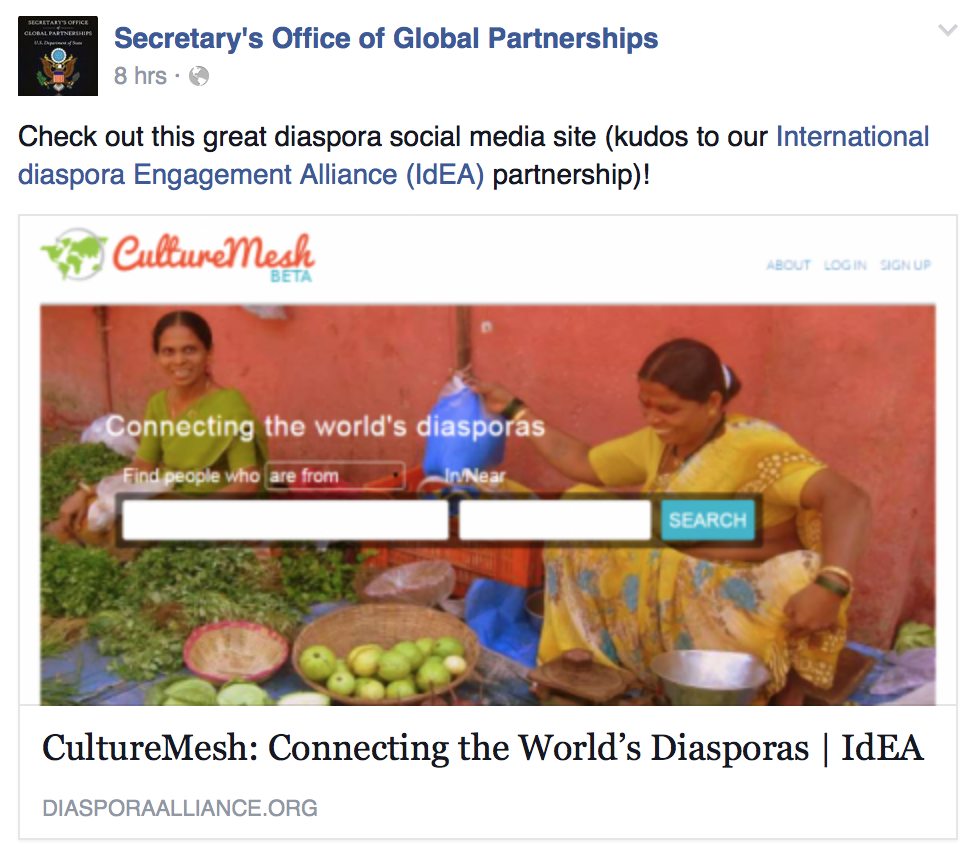 SECRETARY'S OFFICE
of
GLOBAL PARTNERSHIPS
U.S. Department of State
Secretary's Office of Global Partnerships
8 hrs ·
Check out this great diaspora social media site (kudos to our International
diaspora Engagement Alliance (IdEA) partnership)!
CultureMesh
BETA
ABOUT LOG IN SIGN UP
Connecting the world's diasporas
Find people who are from In/Near
SEARCH
CultureMesh: Connecting the World’s Diasporas | IdEA
DIASPORAALLIANCE.ORG